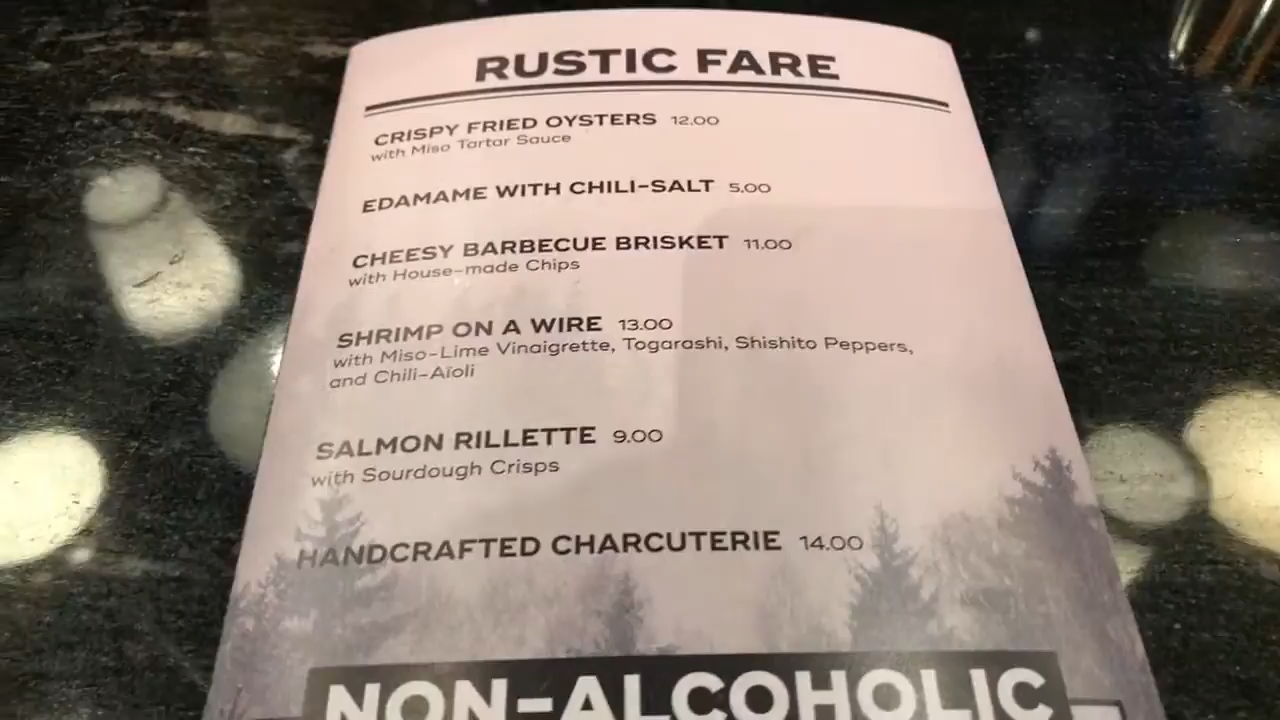 RUSTIC FARE
CRISPY FRIED OYSTERS 12.00
with Miso Tartar Sauce
EDAMAME WITH CHILI-SALT 5.00
CHEESY BARBECUE BRISKET 11.00
with House-made Chips
SHRIMP ON A WIRE 13.00
with Miso-Lime Vinaigrette, Togarashi, Shishito Peppers,
and Chili-Aïoli
SALMON RILLETTE 9.00
with Sourdough Crisps
HANDCRAFTED CHARCUTERIE 14.00
NON-ALCOHOLIC